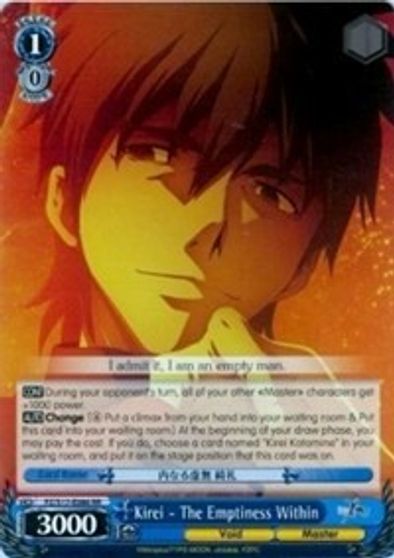 1
0
I admit it, I am an empty man.
CONT During your opponent's turn, all of your other «Master» characters get
+1000 power.
AUTO Change [ Put a climax from your hand into your waiting room & Put
this card into your waiting room] At the beginning of your draw phase, you
may pay the cost. If you do, choose a card named "Kirei Kotomine" in your
waiting room, and put it on the stage position that this card was on.
Card Name
内なる虚無 綺礼
3000
Kirei - The Emptiness Within
Void
Master